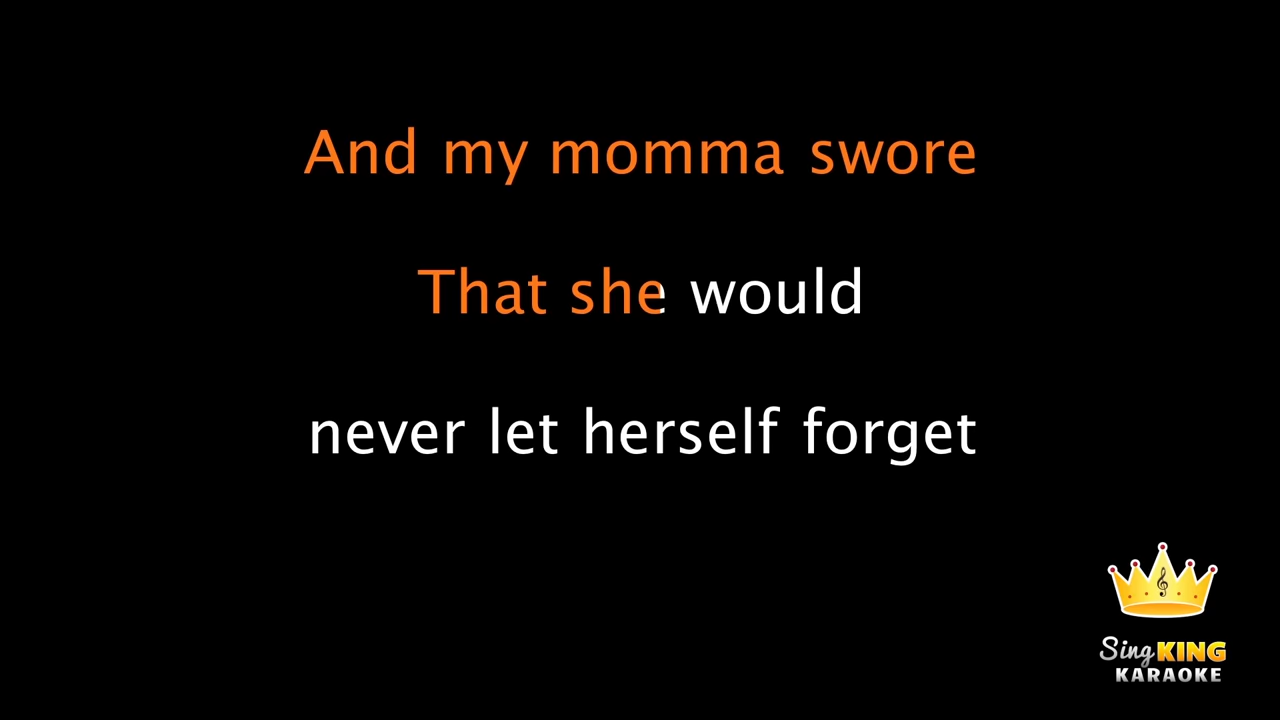 And my momma swore
That she would
never let herself forget
Sing KING
KARAOKE